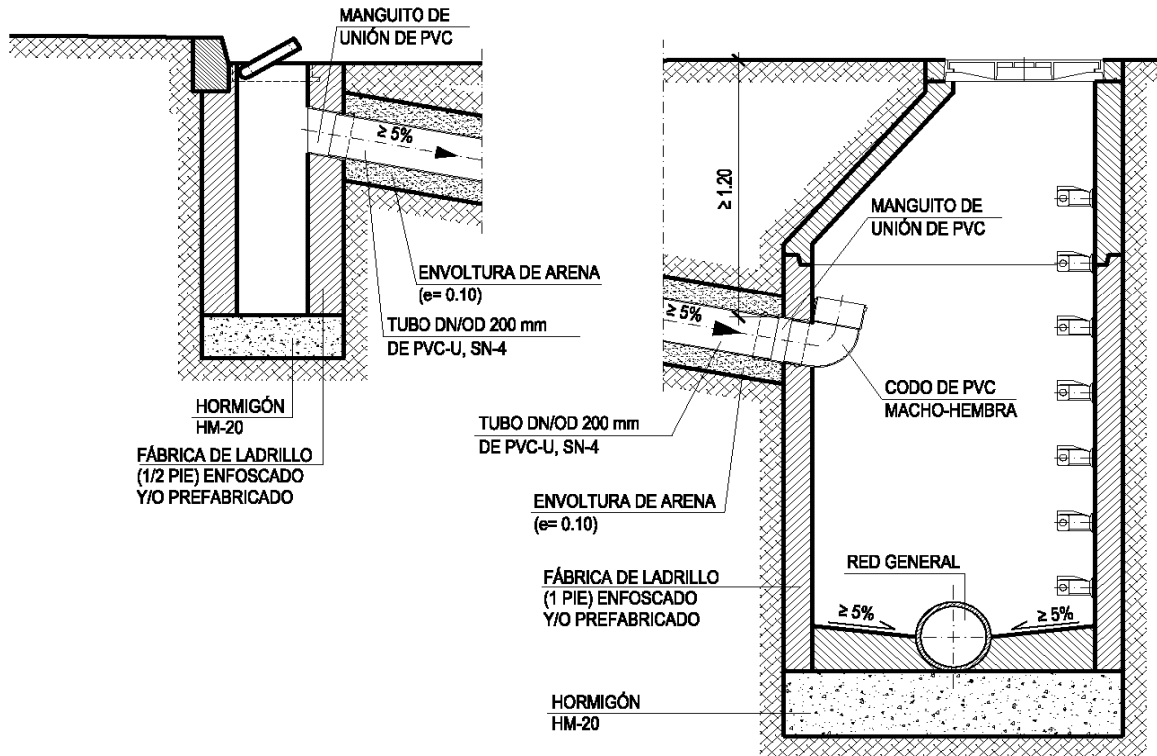 MANGUITO DE
UNIÓN DE PVC
≥ 5%
ENVOLTURA DE ARENA
(e= 0.10)
TUBO DN/OD 200 mm
DE PVC-U, SN-4
HORMIGÓN
HM-20
FÁBRICA DE LADRILLO
(1/2 PIE) ENFOSCADO
Y/O PREFABRICADO
≥ 1.20
MANGUITO DE
UNIÓN DE PVC
≥ 5%
CODO DE PVC
MACHO-HEMBRA
TUBO DN/OD 200 mm
DE PVC-U, SN-4
ENVOLTURA DE ARENA
(e= 0.10)
RED GENERAL
FÁBRICA DE LADRILLO
(1 PIE) ENFOSCADO
Y/O PREFABRICADO
≥ 5%
≥ 5%
HORMIGÓN
HM-20